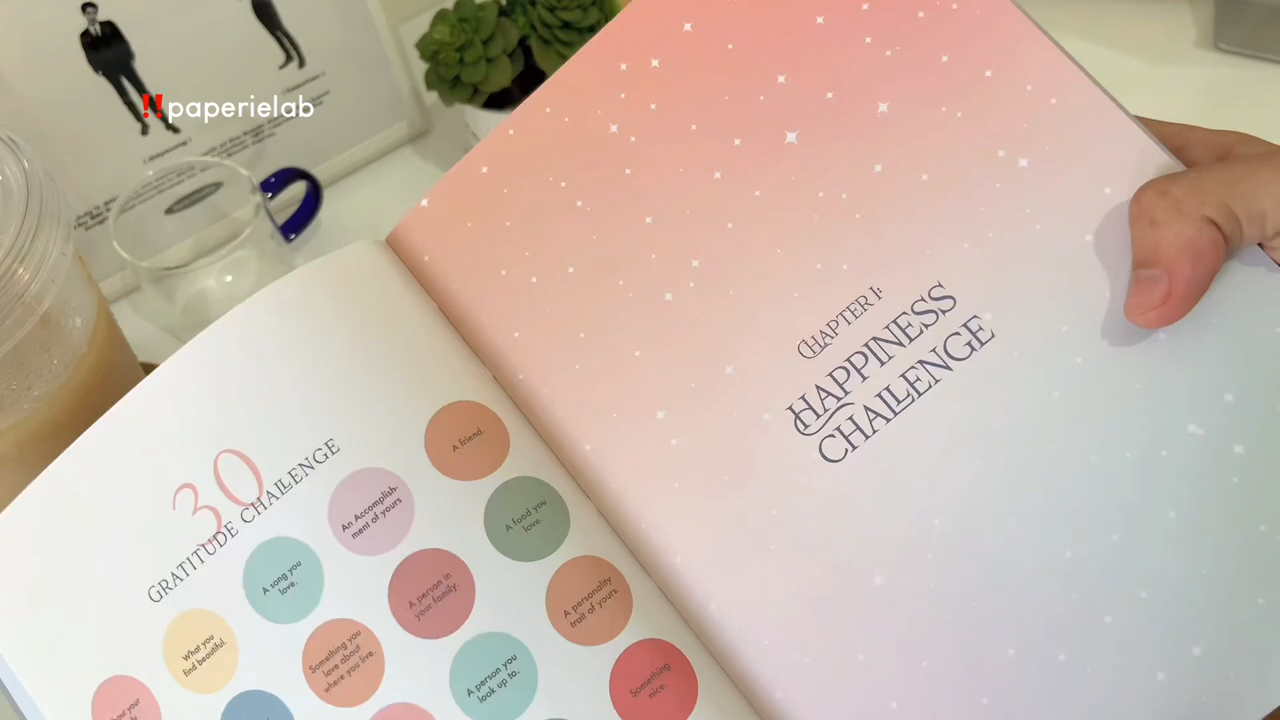 ‼paperielab
30
GRATITUDE CHALLENGE
A friend.
An Accomplish-
ment of yours
A food you
love.
A song you
love.
A person in
your family.
A personality
trait of yours.
What you
find beautiful.
Something you
love about
where you live.
A person you
look up to.
Something
nice.
CHAPTER I:
HAPPINESS
CHALLENGE